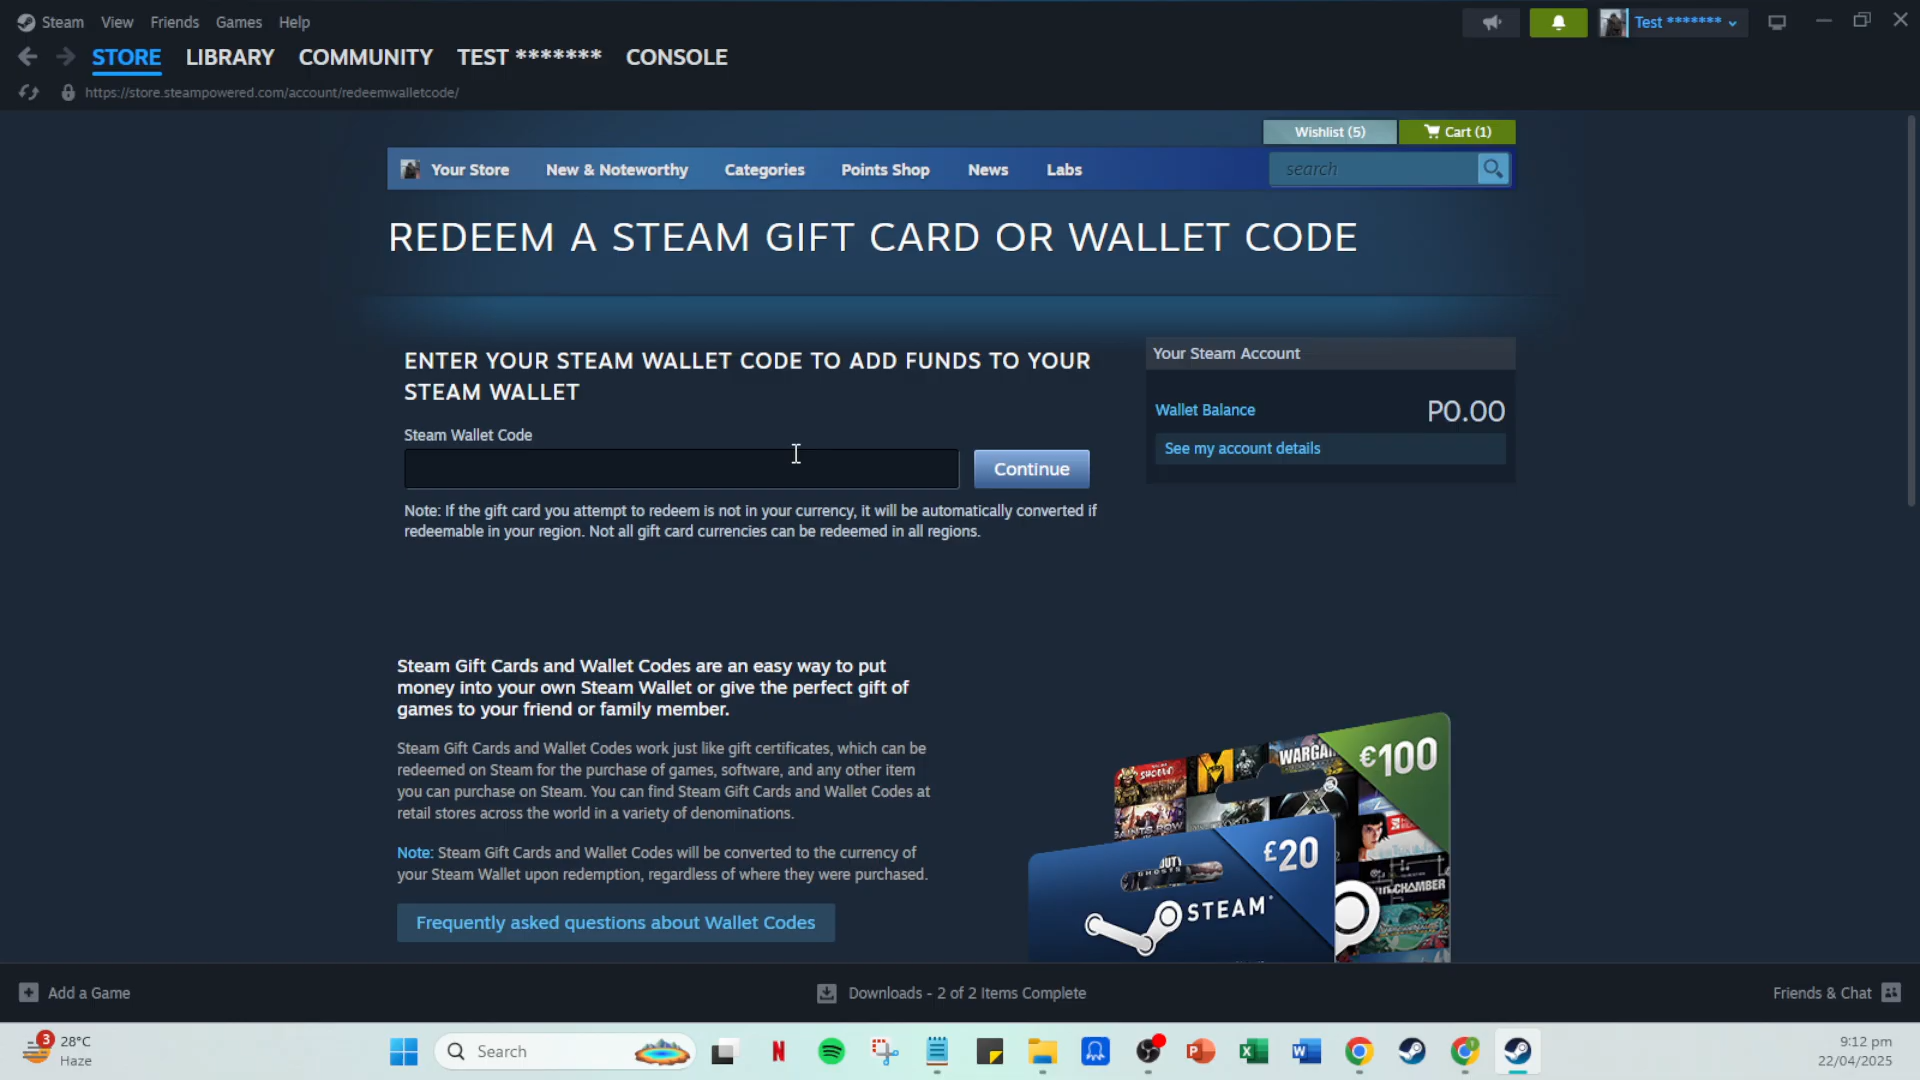 Steam View Friends Games Help
Test *******
STORE LIBRARY COMMUNITY TEST ******* CONSOLE
https://store.steampowered.com/account/redeemwalletcode/
Wishlist (5) Cart (1)
Your Store New & Noteworthy Categories Points Shop News Labs search
REDEEM A STEAM GIFT CARD OR WALLET CODE
ENTER YOUR STEAM WALLET CODE TO ADD FUNDS TO YOUR
STEAM WALLET
Steam Wallet Code
Continue
Note: If the gift card you attempt to redeem is not in your currency, it will be automatically converted if
redeemable in your region. Not all gift card currencies can be redeemed in all regions.
Your Steam Account
Wallet Balance P0.00
See my account details
Steam Gift Cards and Wallet Codes are an easy way to put
money into your own Steam Wallet or give the perfect gift of
games to your friend or family member.
Steam Gift Cards and Wallet Codes work just like gift certificates, which can be
redeemed on Steam for the purchase of games, software, and any other item
you can purchase on Steam. You can find Steam Gift Cards and Wallet Codes at
retail stores across the world in a variety of denominations.
Note: Steam Gift Cards and Wallet Codes will be converted to the currency of
your Steam Wallet upon redemption, regardless of where they were purchased.
Frequently asked questions about Wallet Codes
€100
£20
STEAM
Add a Game
Downloads - 2 of 2 Items Complete
Friends & Chat
3
28°C
Haze
Search
9:12 pm
22/04/2025